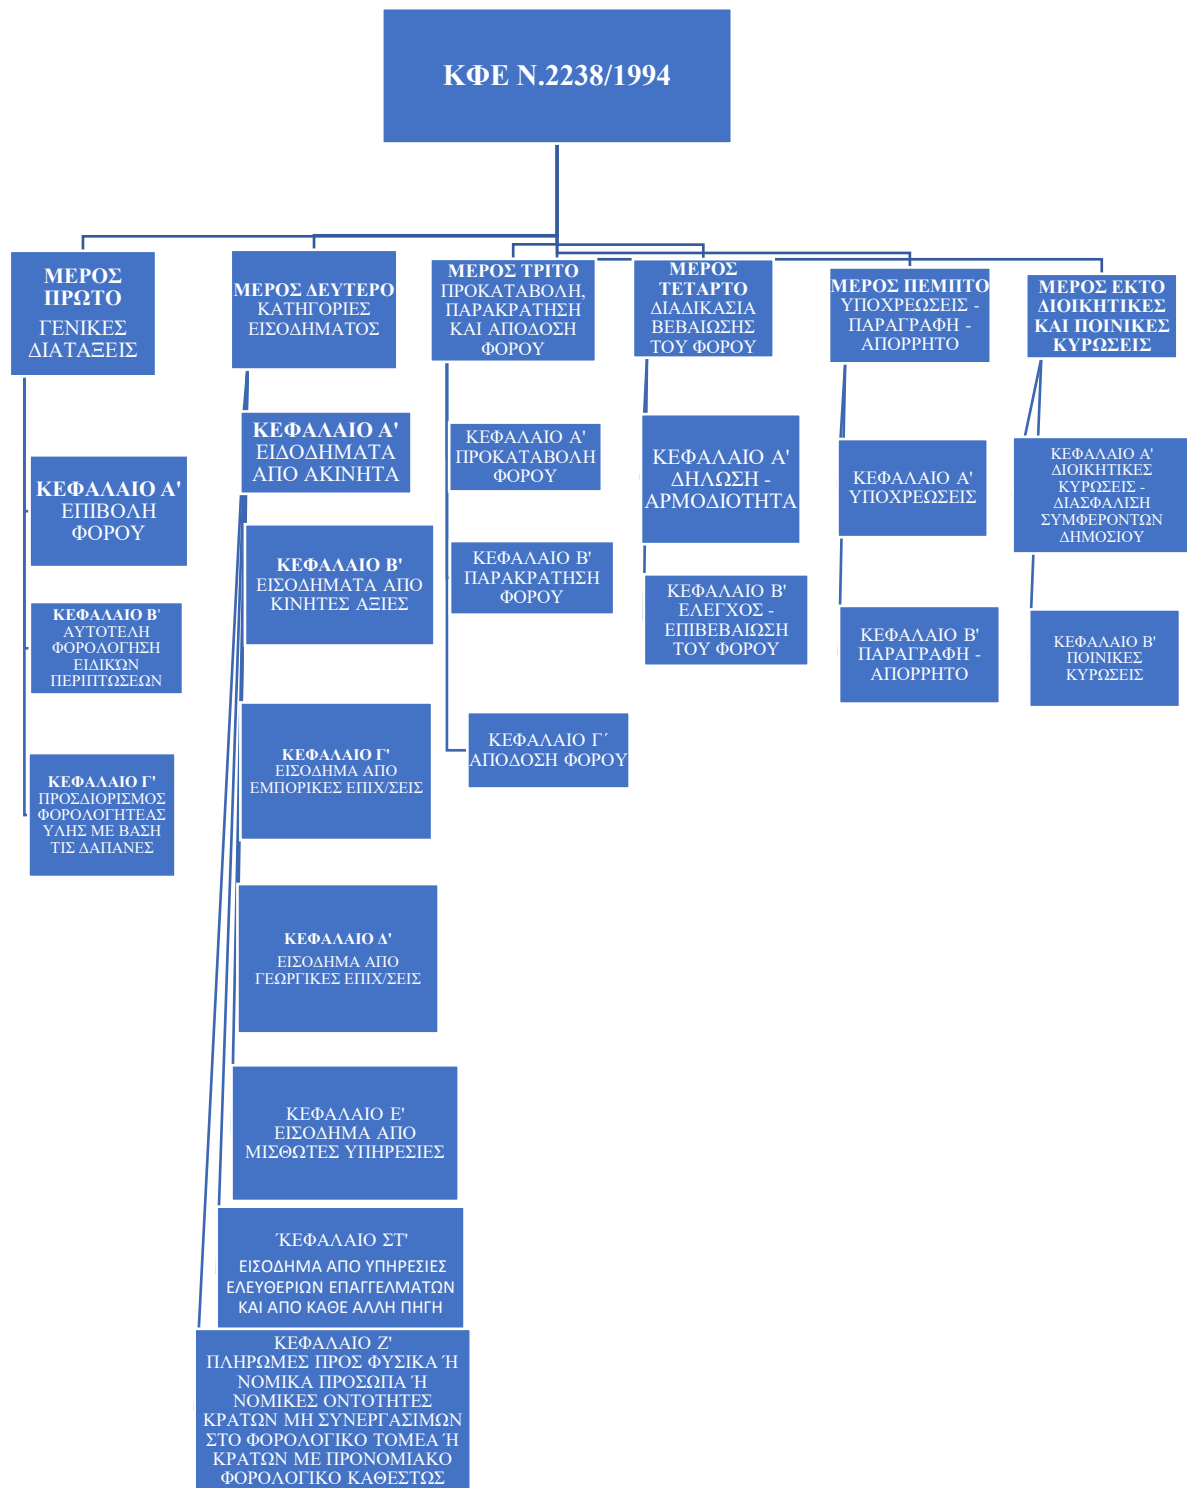 ΚΦΕ Ν.2238/1994
ΜΕΡΟΣ
ΠΡΩΤΟ
ΓΕΝΙΚΕΣ
ΔΙΑΤΑΞΕΙΣ
ΚΕΦΑΛΑΙΟ Α'
ΕΠΙΒΟΛΗ
ΦΟΡΟΥ
ΚΕΦΑΛΑΙΟ Β'
ΑΥΤΟΤΕΛΗ
ΦΟΡΟΛΟΓΗΣΗ
ΕΙΔΙΚΏΝ
ΠΕΡΙΠΤΩΣΕΩΝ
ΚΕΦΑΛΑΙΟ Γ'
ΠΡΟΣΔΙΟΡΙΣΜΟΣ
ΦΟΡΟΛΟΓΗΤΕΑΣ
ΥΛΗΣ ΜΕ ΒΑΣΗ
ΤΙΣ ΔΑΠΑΝΕΣ
ΜΕΡΟΣ ΔΕΥΤΕΡΟ
ΚΑΤΗΓΟΡΙΕΣ
ΕΙΣΟΔΗΜΑΤΟΣ
ΚΕΦΑΛΑΙΟ Α'
ΕΙΔΟΔΗΜΑΤΑ
ΑΠΟ ΑΚΙΝΗΤΑ
ΚΕΦΑΛΑΙΟ Β'
ΕΙΣΟΔΗΜΑΤΑ ΑΠΟ
ΚΙΝΗΤΕΣ ΑΞΙΕΣ
ΚΕΦΑΛΑΙΟ Γ'
ΕΙΣΟΔΗΜΑ ΑΠΟ
ΕΜΠΟΡΙΚΕΣ ΕΠΙΧ/ΣΕΙΣ
ΚΕΦΑΛΑΙΟ Δ'
ΕΙΣΟΔΗΜΑ ΑΠΟ
ΓΕΩΡΓΙΚΕΣ ΕΠΙΧ/ΣΕΙΣ
ΚΕΦΑΛΑΙΟ Ε'
ΕΙΣΟΔΗΜΑ ΑΠΟ
ΜΙΣΘΩΤΕΣ ΥΠΗΡΕΣΙΕΣ
ΚΕΦΑΛΑΙΟ ΣΤ'
ΕΙΣΟΔΗΜΑ ΑΠΟ ΥΠΗΡΕΣΙΕΣ
ΕΛΕΥΘΕΡΙΩΝ ΕΠΑΓΓΕΛΜΑΤΩΝ
ΚΑΙ ΑΠΟ ΚΑΘΕ ΑΛΛΗ ΠΗΓΗ
ΚΕΦΑΛΑΙΟ Ζ'
ΠΛΗΡΩΜΕΣ ΠΡΟΣ ΦΥΣΙΚΑ Ή
ΝΟΜΙΚΑ ΠΡΟΣΩΠΑ Ή
ΝΟΜΙΚΕΣ ΟΝΤΟΤΗΤΕΣ
ΚΡΑΤΩΝ ΜΗ ΣΥΝΕΡΓΑΣΙΜΩΝ
ΣΤΟ ΦΟΡΟΛΟΓΙΚΟ ΤΟΜΕΑ Ή
ΚΡΑΤΩΝ ΜΕ ΠΡΟΝΟΜΙΑΚΟ
ΦΟΡΟΛΟΓΙΚΟ ΚΑΘΕΣΤΩΣ
ΜΕΡΟΣ ΤΡΙΤΟ
ΠΡΟΚΑΤΑΒΟΛΗ,
ΠΑΡΑΚΡΑΤΗΣΗ
ΚΑΙ ΑΠΟΔΟΣΗ
ΦΟΡΟΥ
ΚΕΦΑΛΑΙΟ Α'
ΠΡΟΚΑΤΑΒΟΛΗ
ΦΟΡΟΥ
ΚΕΦΑΛΑΙΟ Β'
ΠΑΡΑΚΡΑΤΗΣΗ
ΦΟΡΟΥ
ΚΕΦΑΛΑΙΟ Γ΄
ΑΠΟΔΟΣΗ ΦΟΡΟΥ
ΜΕΡΟΣ
ΤΕΤΑΡΤΟ
ΔΙΑΔΙΚΑΣΙΑ
ΒΕΒΑΙΩΣΗΣ
ΤΟΥ ΦΟΡΟΥ
ΚΕΦΑΛΑΙΟ Α'
ΔΗΛΩΣΗ -
ΑΡΜΟΔΙΟΤΗΤΑ
ΚΕΦΑΛΑΙΟ Β'
ΕΛΕΓΧΟΣ -
ΕΠΙΒΕΒΑΙΩΣΗ
ΤΟΥ ΦΟΡΟΥ
ΜΕΡΟΣ ΠΕΜΠΤΟ
ΥΠΟΧΡΕΩΣΕΙΣ -
ΠΑΡΑΓΡΑΦΗ -
ΑΠΟΡΡΗΤΟ
ΚΕΦΑΛΑΙΟ Α'
ΥΠΟΧΡΕΩΣΕΙΣ
ΚΕΦΑΛΑΙΟ Β'
ΠΑΡΑΓΡΑΦΗ -
ΑΠΟΡΡΗΤΟ
ΜΕΡΟΣ ΕΚΤΟ
ΔΙΟΙΚΗΤΙΚΕΣ
ΚΑΙ ΠΟΙΝΙΚΕΣ
ΚΥΡΩΣΕΙΣ
ΚΕΦΑΛΑΙΟ Α'
ΔΙΟΙΚΗΤΙΚΕΣ
ΚΥΡΩΣΕΙΣ -
ΔΙΑΣΦΑΛΙΣΗ
ΣΥΜΦΕΡΟΝΤΩΝ
ΔΗΜΟΣΙΟΥ
ΚΕΦΑΛΑΙΟ Β'
ΠΟΙΝΙΚΕΣ
ΚΥΡΩΣΕΙΣ